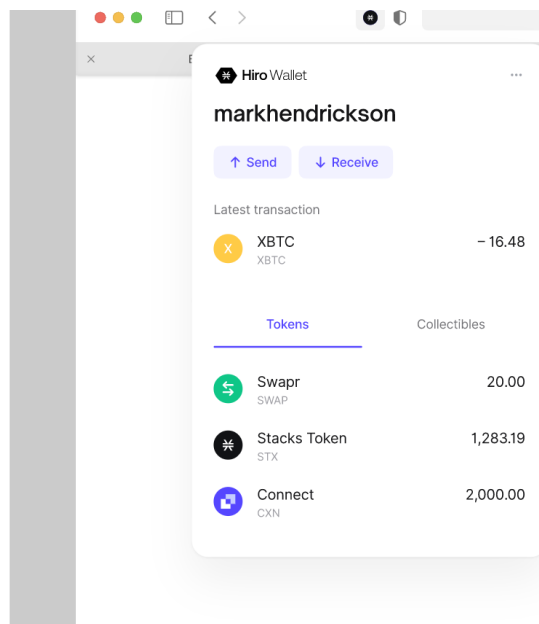 Hiro Wallet
...
markhendrickson
↑ Send ↓ Receive
Latest transaction
X XBTC – 16.48
XBTC
Tokens Collectibles
Swapr 20.00
SWAP
Stacks Token 1,283.19
STX
Connect 2,000.00
CXN